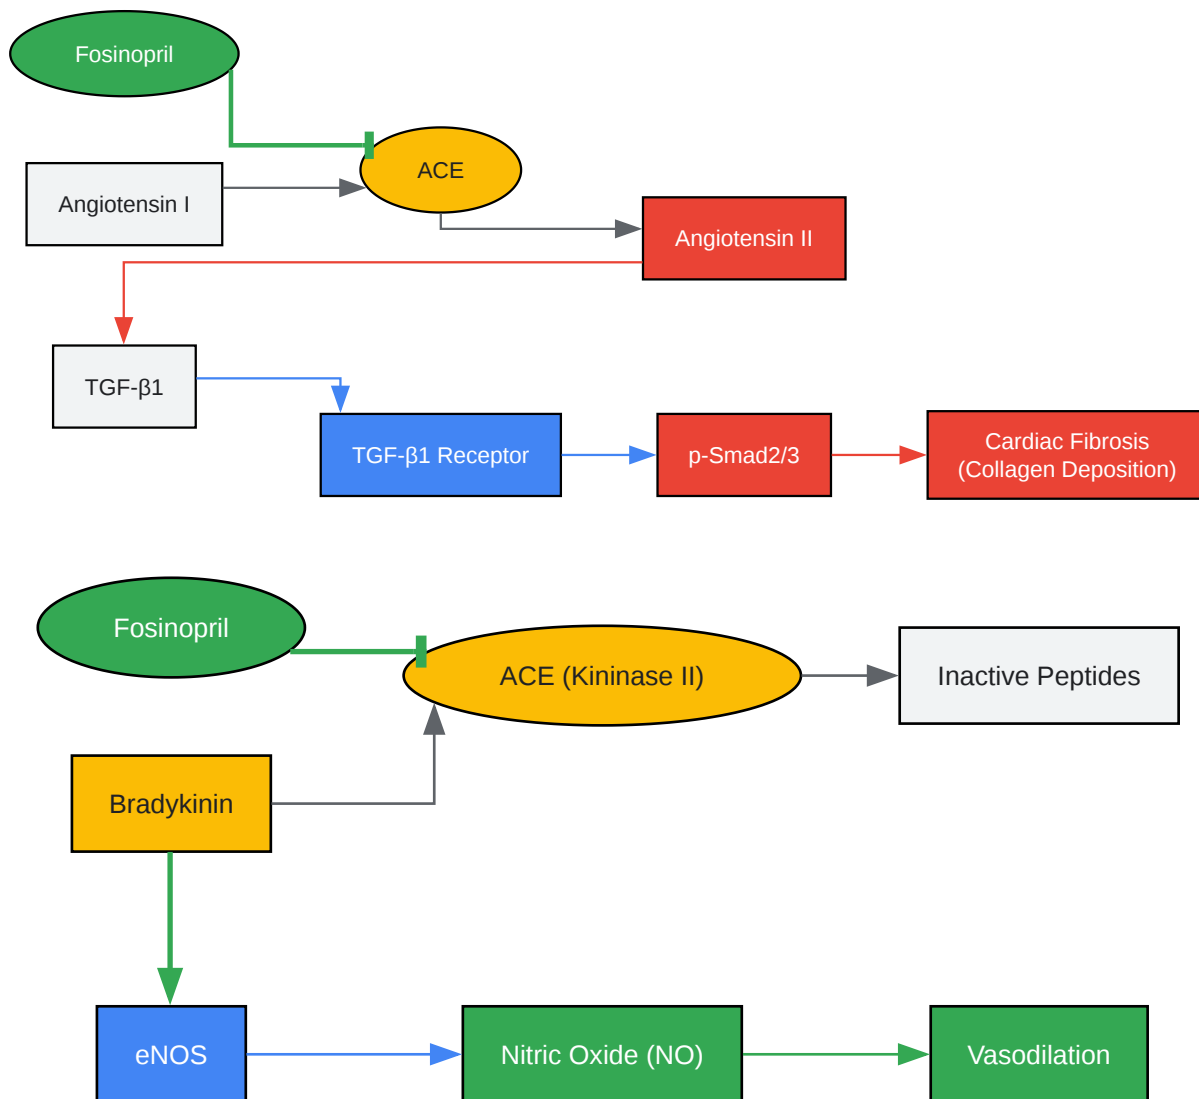 Fosinopril
ACE
Angiotensin I
Angiotensin II
TGF-β1
TGF-β1 Receptor
p-Smad2/3
Cardiac Fibrosis
(Collagen Deposition)
Fosinopril
ACE (Kininase II)
Inactive Peptides
Bradykinin
eNOS
Nitric Oxide (NO)
Vasodilation